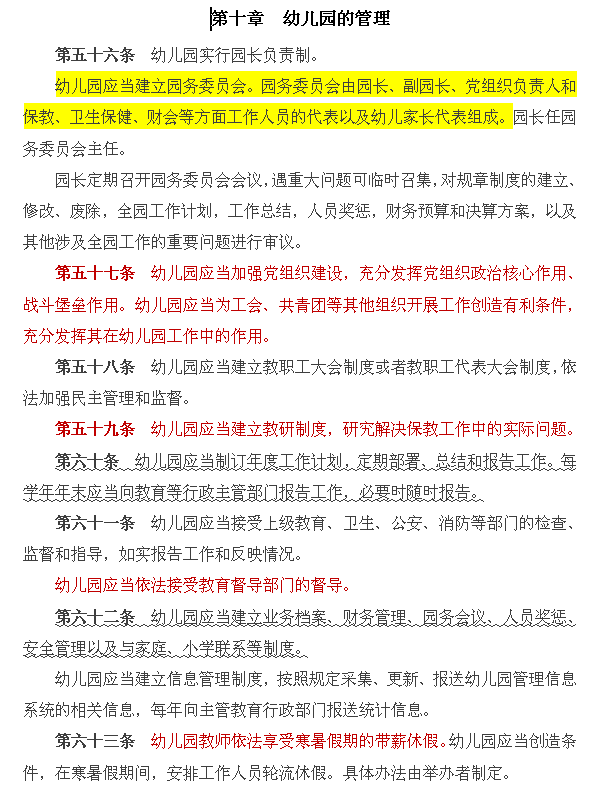 第十章　幼儿园的管理
第五十六条　幼儿园实行园长负责制。
幼儿园应当建立园务委员会。园务委员会由园长、副园长、党组织负责人和
保教、卫生保健、财会等方面工作人员的代表以及幼儿家长代表组成。园长任园
务委员会主任。
园长定期召开园务委员会会议，遇重大问题可临时召集，对规章制度的建立、
修改、废除，全园工作计划，工作总结，人员奖惩，财务预算和决算方案，以及
其他涉及全园工作的重要问题进行审议。
第五十七条　幼儿园应当加强党组织建设，充分发挥党组织政治核心作用、
战斗堡垒作用。幼儿园应当为工会、共青团等其他组织开展工作创造有利条件，
充分发挥其在幼儿园工作中的作用。
第五十八条　幼儿园应当建立教职工大会制度或者教职工代表大会制度，依
法加强民主管理和监督。
第五十九条　幼儿园应当建立教研制度，研究解决保教工作中的实际问题。
第六十条　幼儿园应当制订年度工作计划，定期部署、总结和报告工作。每
学年年末应当向教育等行政主管部门报告工作，必要时随时报告。
第六十一条　幼儿园应当接受上级教育、卫生、公安、消防等部门的检查、
监督和指导，如实报告工作和反映情况。
幼儿园应当依法接受教育督导部门的督导。
第六十二条　幼儿园应当建立业务档案、财务管理、园务会议、人员奖惩、
安全管理以及与家庭、小学联系等制度。
幼儿园应当建立信息管理制度，按照规定采集、更新、报送幼儿园管理信息
系统的相关信息，每年向主管教育行政部门报送统计信息。
第六十三条　幼儿园教师依法享受寒暑假期的带薪休假。幼儿园应当创造条
件，在寒暑假期间，安排工作人员轮流休假。具体办法由举办者制定。